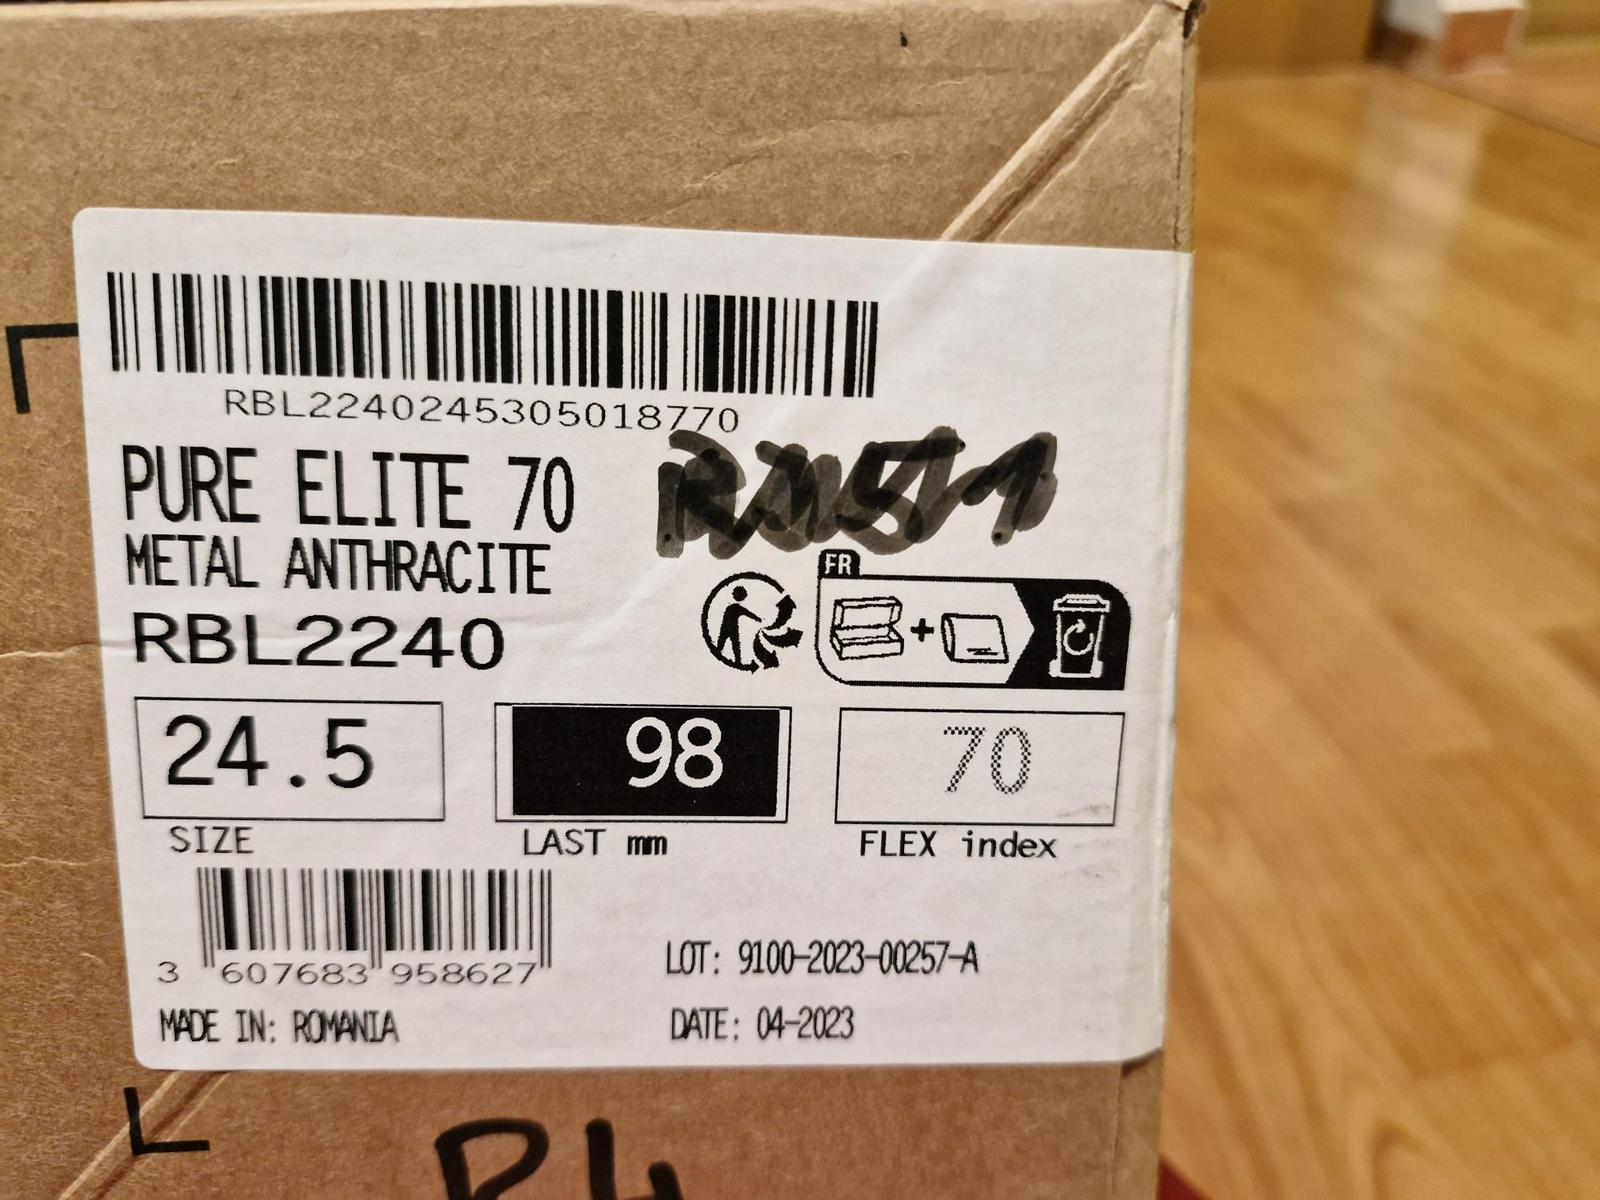 RBL2240245305018770
PURE ELITE 70
METAL ANTHRACITE
RBL2240
FR
24.5
98
70
SIZE
LAST mm
FLEX index
3 607683 958627
LOT: 9100-2023-00257-A
MADE IN: ROMANIA
DATE: 04-2023